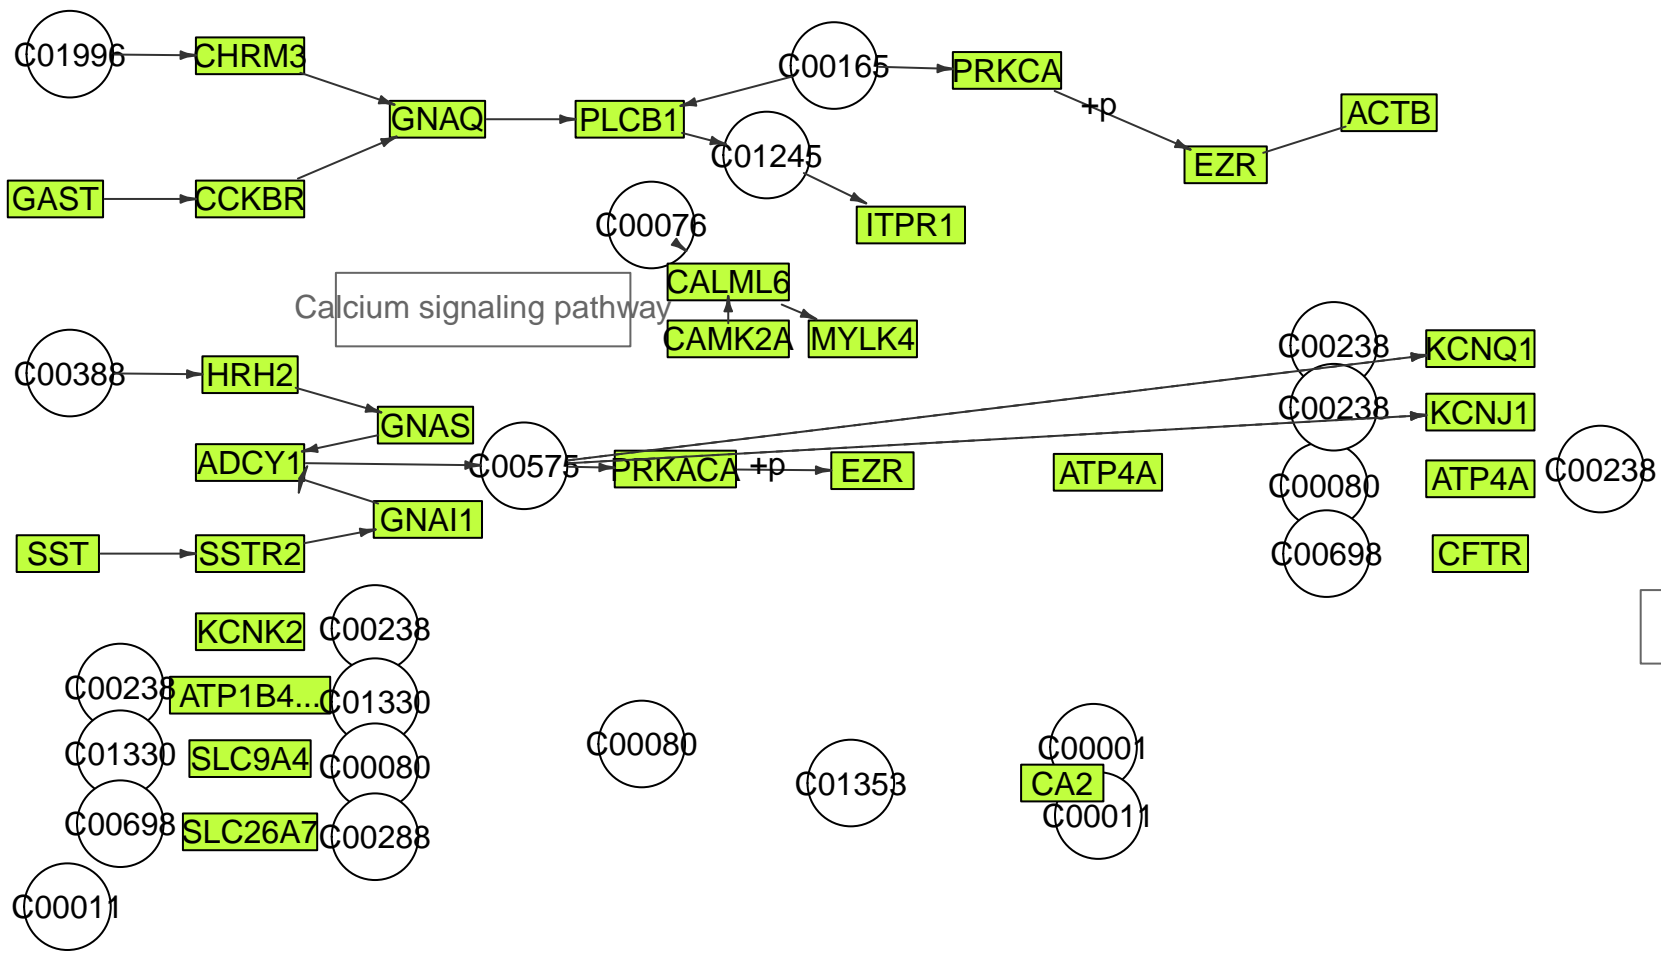 C01996
CHRM3
C00165
PRKCA
+p
ACTB
GNAQ
PLCB1
C01245
EZR
GAST
CCKBR
C00076
ITPR1
CALML6
Calcium signaling pathway
CAMK2A
MYLK4
C00238
KCNQ1
C00388
HRH2
C00238
KCNJ1
GNAS
ADCY1
C00575
PRKACA
+p
EZR
ATP4A
C00080
ATP4A
C00238
GNAI1
SST
SSTR2
C00698
CFTR
KCNK2
C00238
C00238
ATP1B4...
C01330
C01330
SLC9A4
C00080
C00080
C01353
C00001
CA2
C00011
C00698
SLC26A7
C00288
C00011